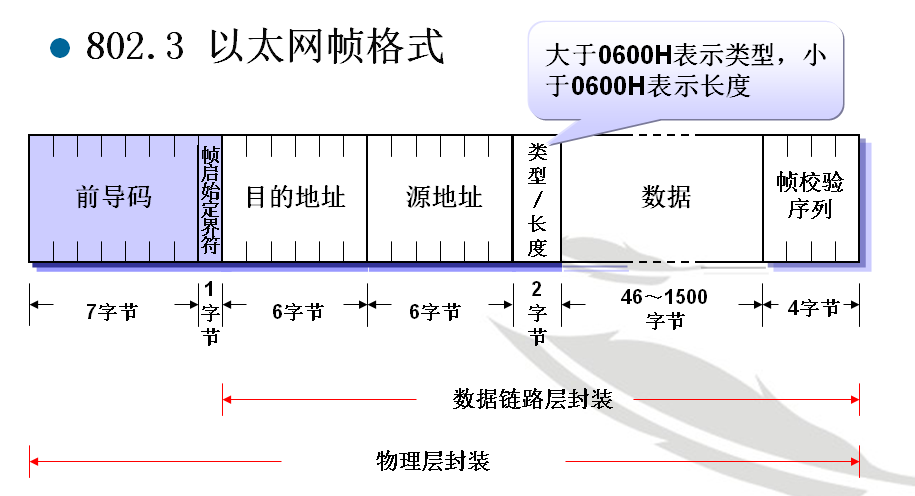 802.3 以太网帧格式
大于0600H表示类型，小
于0600H表示长度
前导码
帧启始定界符
目的地址
源地址
类型/长度
数据
帧校验
序列
7字节
1字节
6字节
6字节
2字节
46～1500
字节
4字节
数据链路层封装
物理层封装